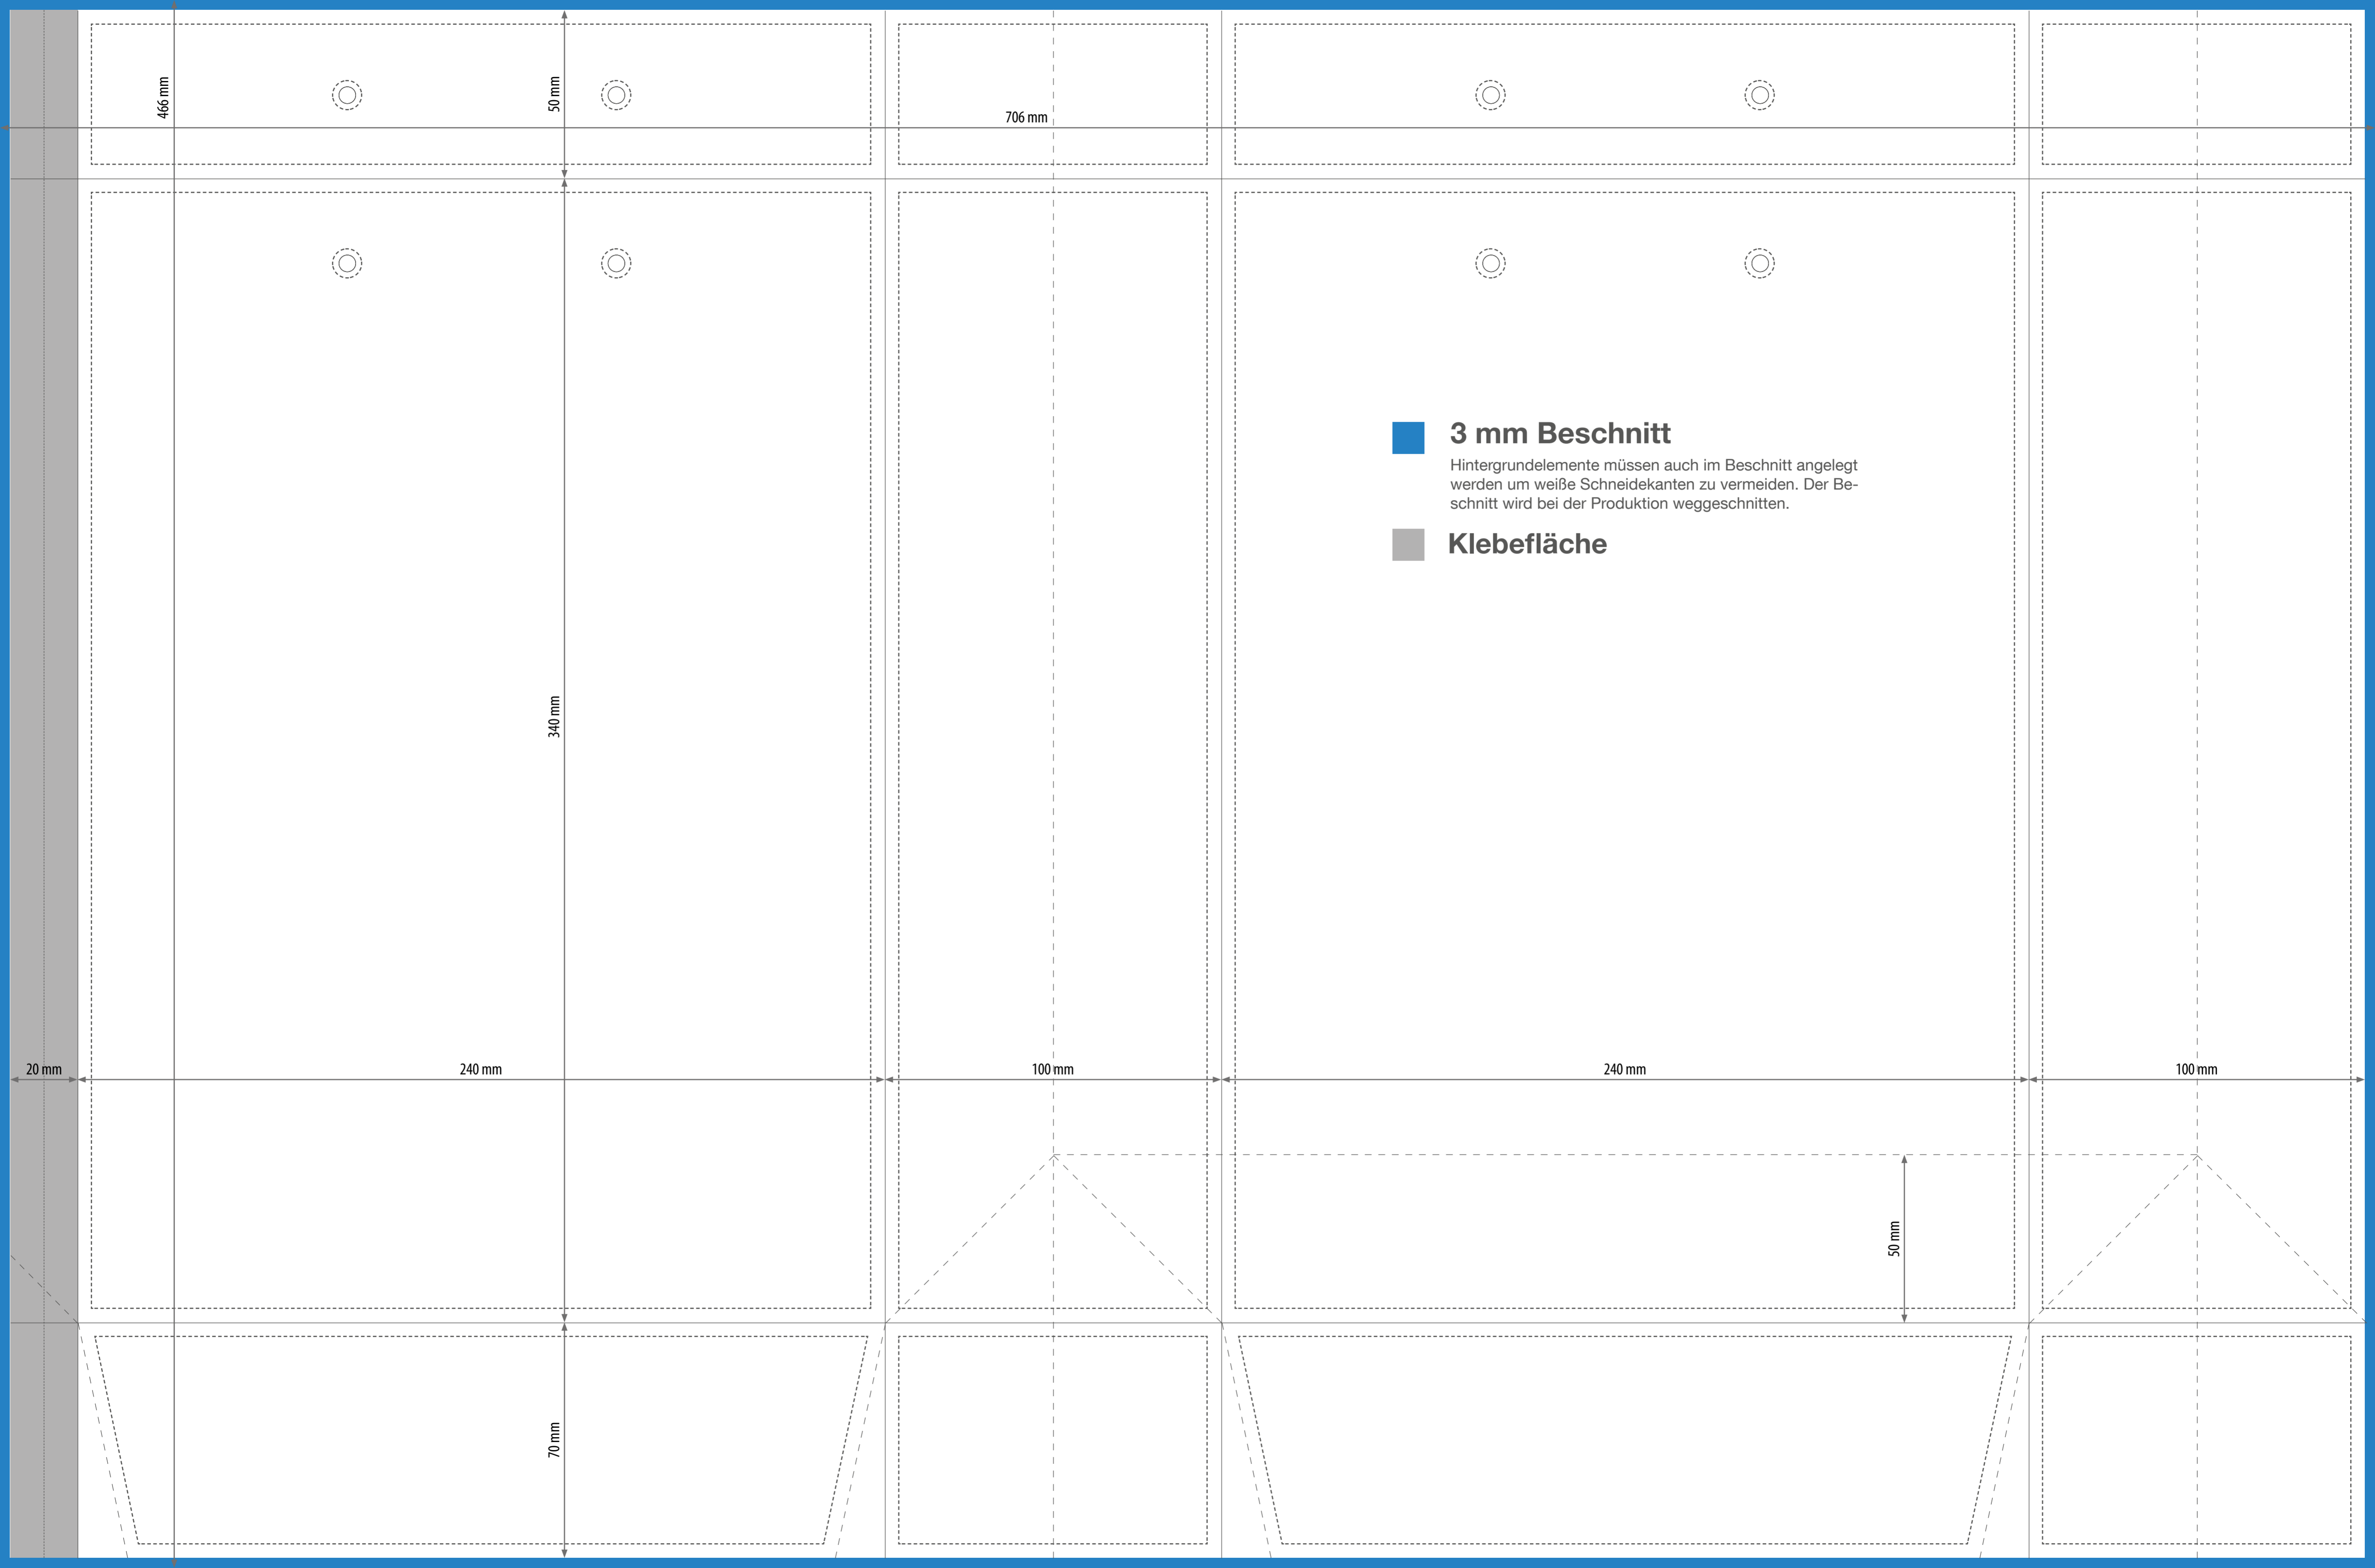 466 mm
50 mm
706 mm
3 mm Beschnitt
Hintergrundelemente müssen auch im Beschnitt angelegt
werden um weiße Schneidekanten zu vermeiden. Der Be-
schnitt wird bei der Produktion weggeschnitten.
Klebefläche
340 mm
20 mm
240 mm
100 mm
240 mm
100 mm
50 mm
70 mm